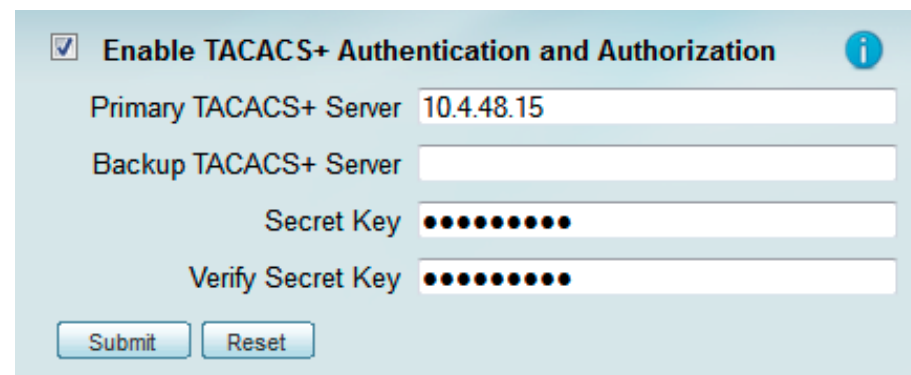 Enable TACACS+ Authentication and Authorization
Primary TACACS+ Server 10.4.48.15
Backup TACACS+ Server
Secret Key •••••••••
Verify Secret Key •••••••••
Submit Reset